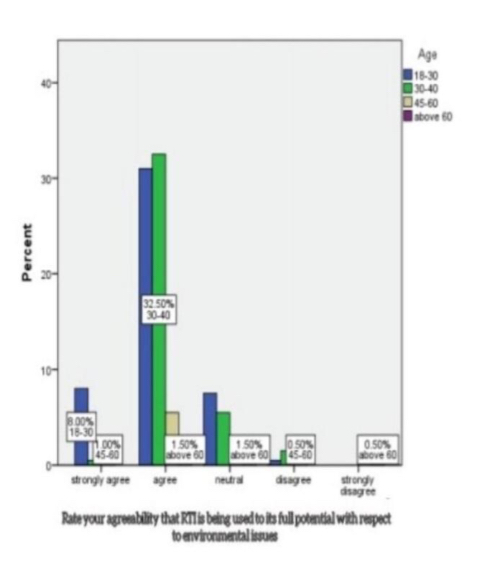 Age
18-30
30-40
45-60
above 60
Percent
40
30
20
10
0
32.50%
30-40
8.00%
18-30
1.00%
45-60
1.50%
above 60
1.50%
above 60
0.50%
45-60
0.50%
above 60
strongly agree
agree
neutral
disagree
strongly
disagree
Rate your agreeability that RTI is being used to its full potential with respect
to environmental issues